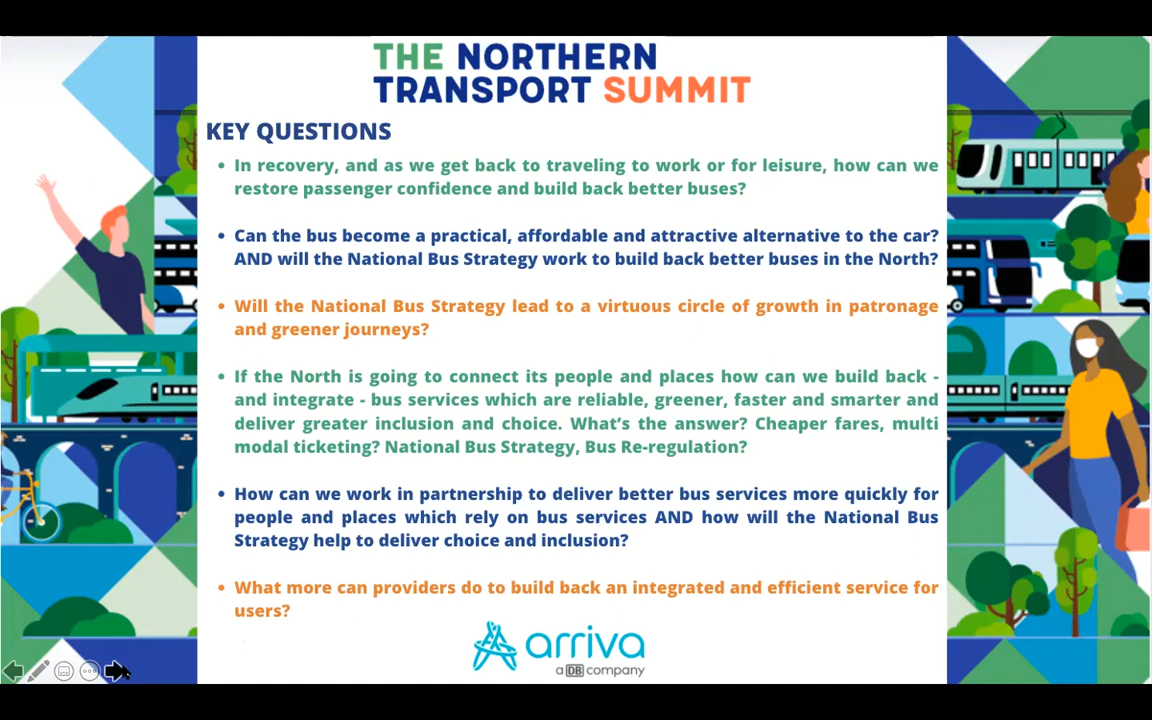 THE NORTHERN
TRANSPORT SUMMIT
KEY QUESTIONS
• In recovery, and as we get back to traveling to work or for leisure, how can we
restore passenger confidence and build back better buses?
• Can the bus become a practical, affordable and attractive alternative to the car?
AND will the National Bus Strategy work to build back better buses in the North?
• Will the National Bus Strategy lead to a virtuous circle of growth in patronage
and greener journeys?
• If the North is going to connect its people and places how can we build back -
and integrate - bus services which are reliable, greener, faster and smarter and
deliver greater inclusion and choice. What’s the answer? Cheaper fares, multi
modal ticketing? National Bus Strategy, Bus Re-regulation?
• How can we work in partnership to deliver better bus services more quickly for
people and places which rely on bus services AND how will the National Bus
Strategy help to deliver choice and inclusion?
• What more can providers do to build back an integrated and efficient service for
users?
arriva
a DB company